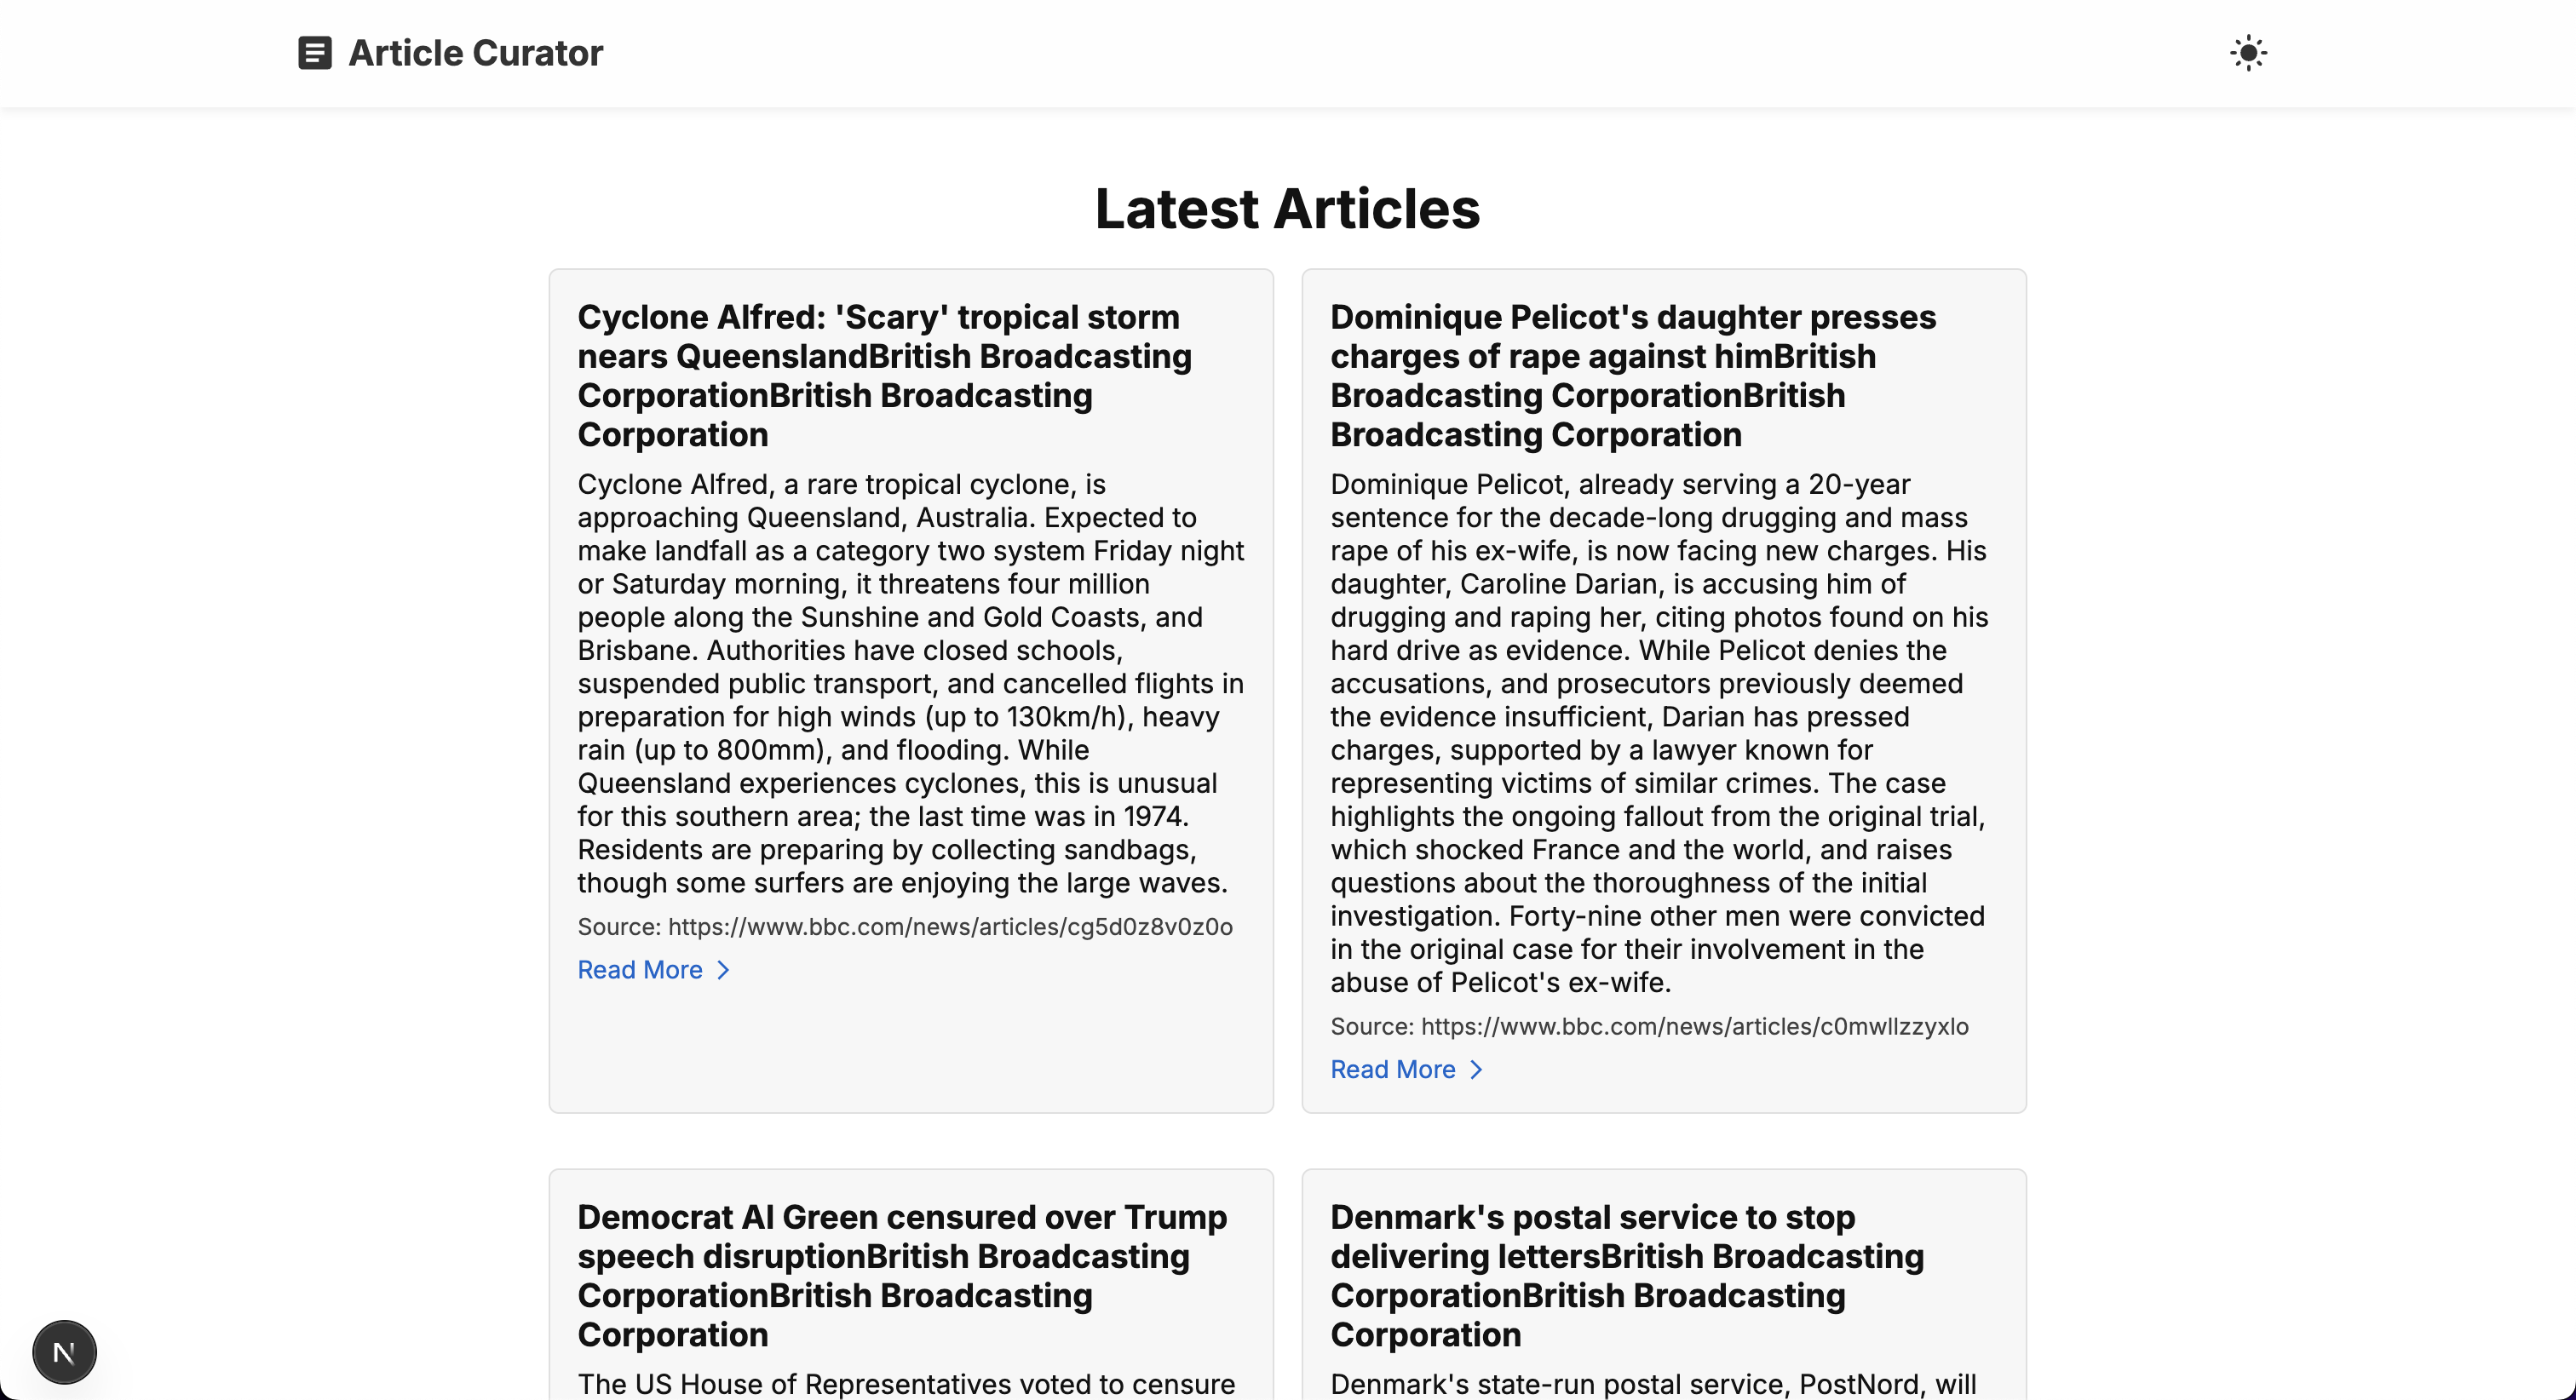 Article Curator
Latest Articles
Cyclone Alfred: 'Scary' tropical storm
nears QueenslandBritish Broadcasting
CorporationBritish Broadcasting
Corporation
Cyclone Alfred, a rare tropical cyclone, is
approaching Queensland, Australia. Expected to
make landfall as a category two system Friday night
or Saturday morning, it threatens four million
people along the Sunshine and Gold Coasts, and
Brisbane. Authorities have closed schools,
suspended public transport, and cancelled flights in
preparation for high winds (up to 130km/h), heavy
rain (up to 800mm), and flooding. While
Queensland experiences cyclones, this is unusual
for this southern area; the last time was in 1974.
Residents are preparing by collecting sandbags,
though some surfers are enjoying the large waves.
Source: https://www.bbc.com/news/articles/cg5d0z8v0z0o
Read More
Dominique Pelicot's daughter presses
charges of rape against himBritish
Broadcasting CorporationBritish
Broadcasting Corporation
Dominique Pelicot, already serving a 20-year
sentence for the decade-long drugging and mass
rape of his ex-wife, is now facing new charges. His
daughter, Caroline Darian, is accusing him of
drugging and raping her, citing photos found on his
hard drive as evidence. While Pelicot denies the
accusations, and prosecutors previously deemed
the evidence insufficient, Darian has pressed
charges, supported by a lawyer known for
representing victims of similar crimes. The case
highlights the ongoing fallout from the original trial,
which shocked France and the world, and raises
questions about the thoroughness of the initial
investigation. Forty-nine other men were convicted
in the original case for their involvement in the
abuse of Pelicot's ex-wife.
Source: https://www.bbc.com/news/articles/c0mwllzzyxlo
Read More
Democrat Al Green censured over Trump
speech disruptionBritish Broadcasting
CorporationBritish Broadcasting
Corporation
The US House of Representatives voted to censure
Denmark's postal service to stop
delivering lettersBritish Broadcasting
CorporationBritish Broadcasting
Corporation
Denmark's state-run postal service, PostNord, will
N